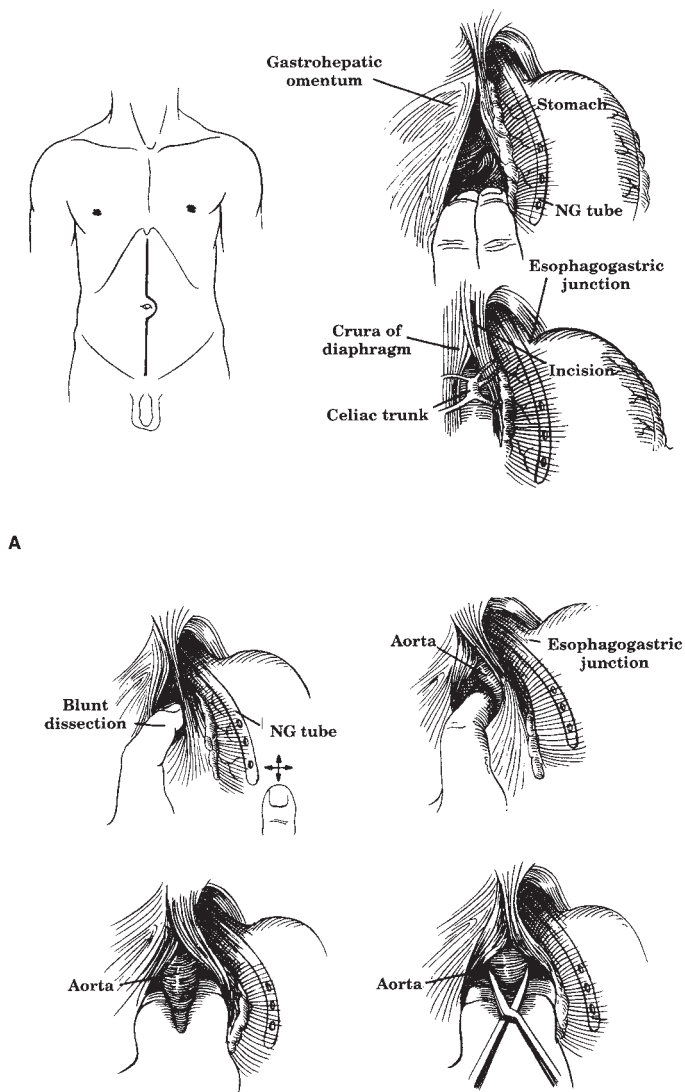 Gastrohepatic
omentum
Stomach
NG tube
Esophagogastric
junction
Crura of
diaphragm
Incision
Celiac trunk
A
Aorta
Esophagogastric
junction
Blunt
dissection
NG tube
Aorta
Aorta